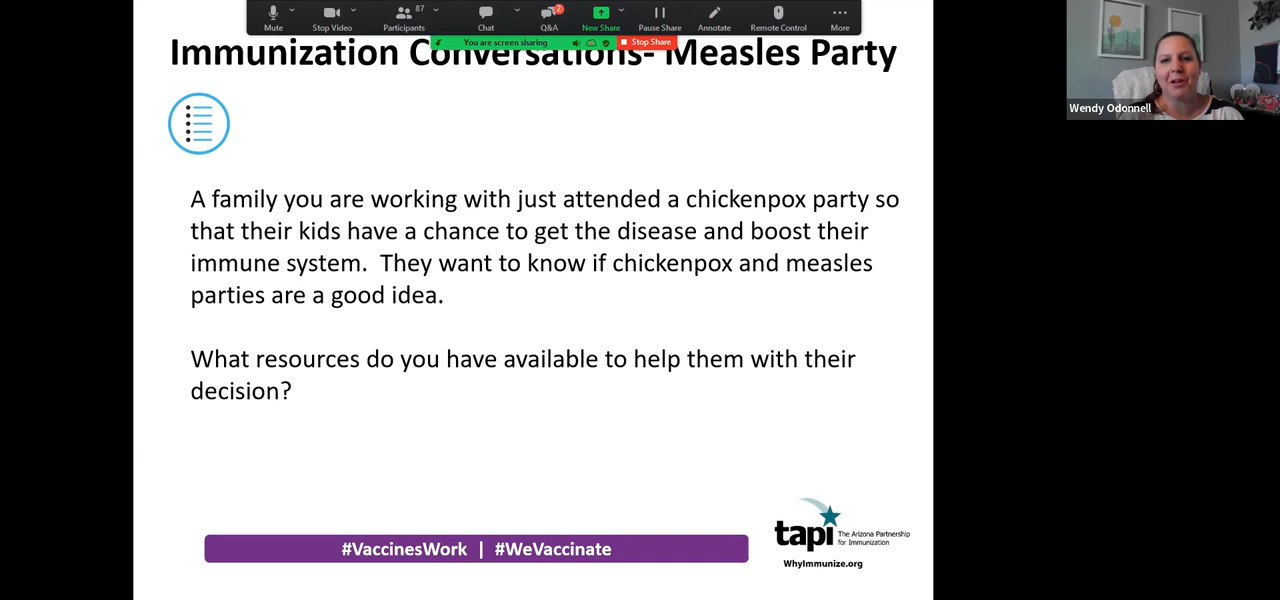 87
2
Mute
Stop Video
Participants
Chat
Q&A
New Share
Pause Share
Annotate
Remote Control
More
You are screen sharing
Stop Share
Immunization Conversations- Measles Party
Wendy Odonnell
A family you are working with just attended a chickenpox party so
that their kids have a chance to get the disease and boost their
immune system.  They want to know if chickenpox and measles
parties are a good idea.
What resources do you have available to help them with their
decision?
#VaccinesWork | #WeVaccinate
tapi
The Arizona Partnership
for Immunization
WhyImmunize.org